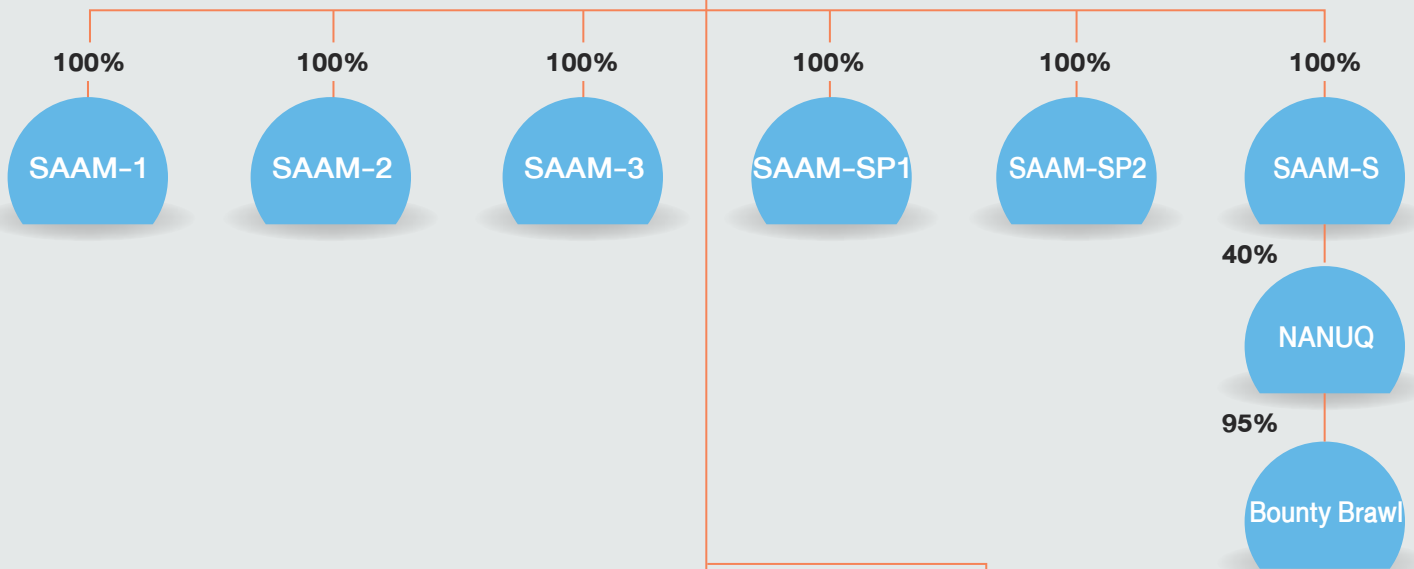 100% 100% 100% 100% 100% 100%
SAAM-1 SAAM-2 SAAM-3 SAAM-SP1 SAAM-SP2 SAAM-S
40%
NANUQ
95%
Bounty Brawl